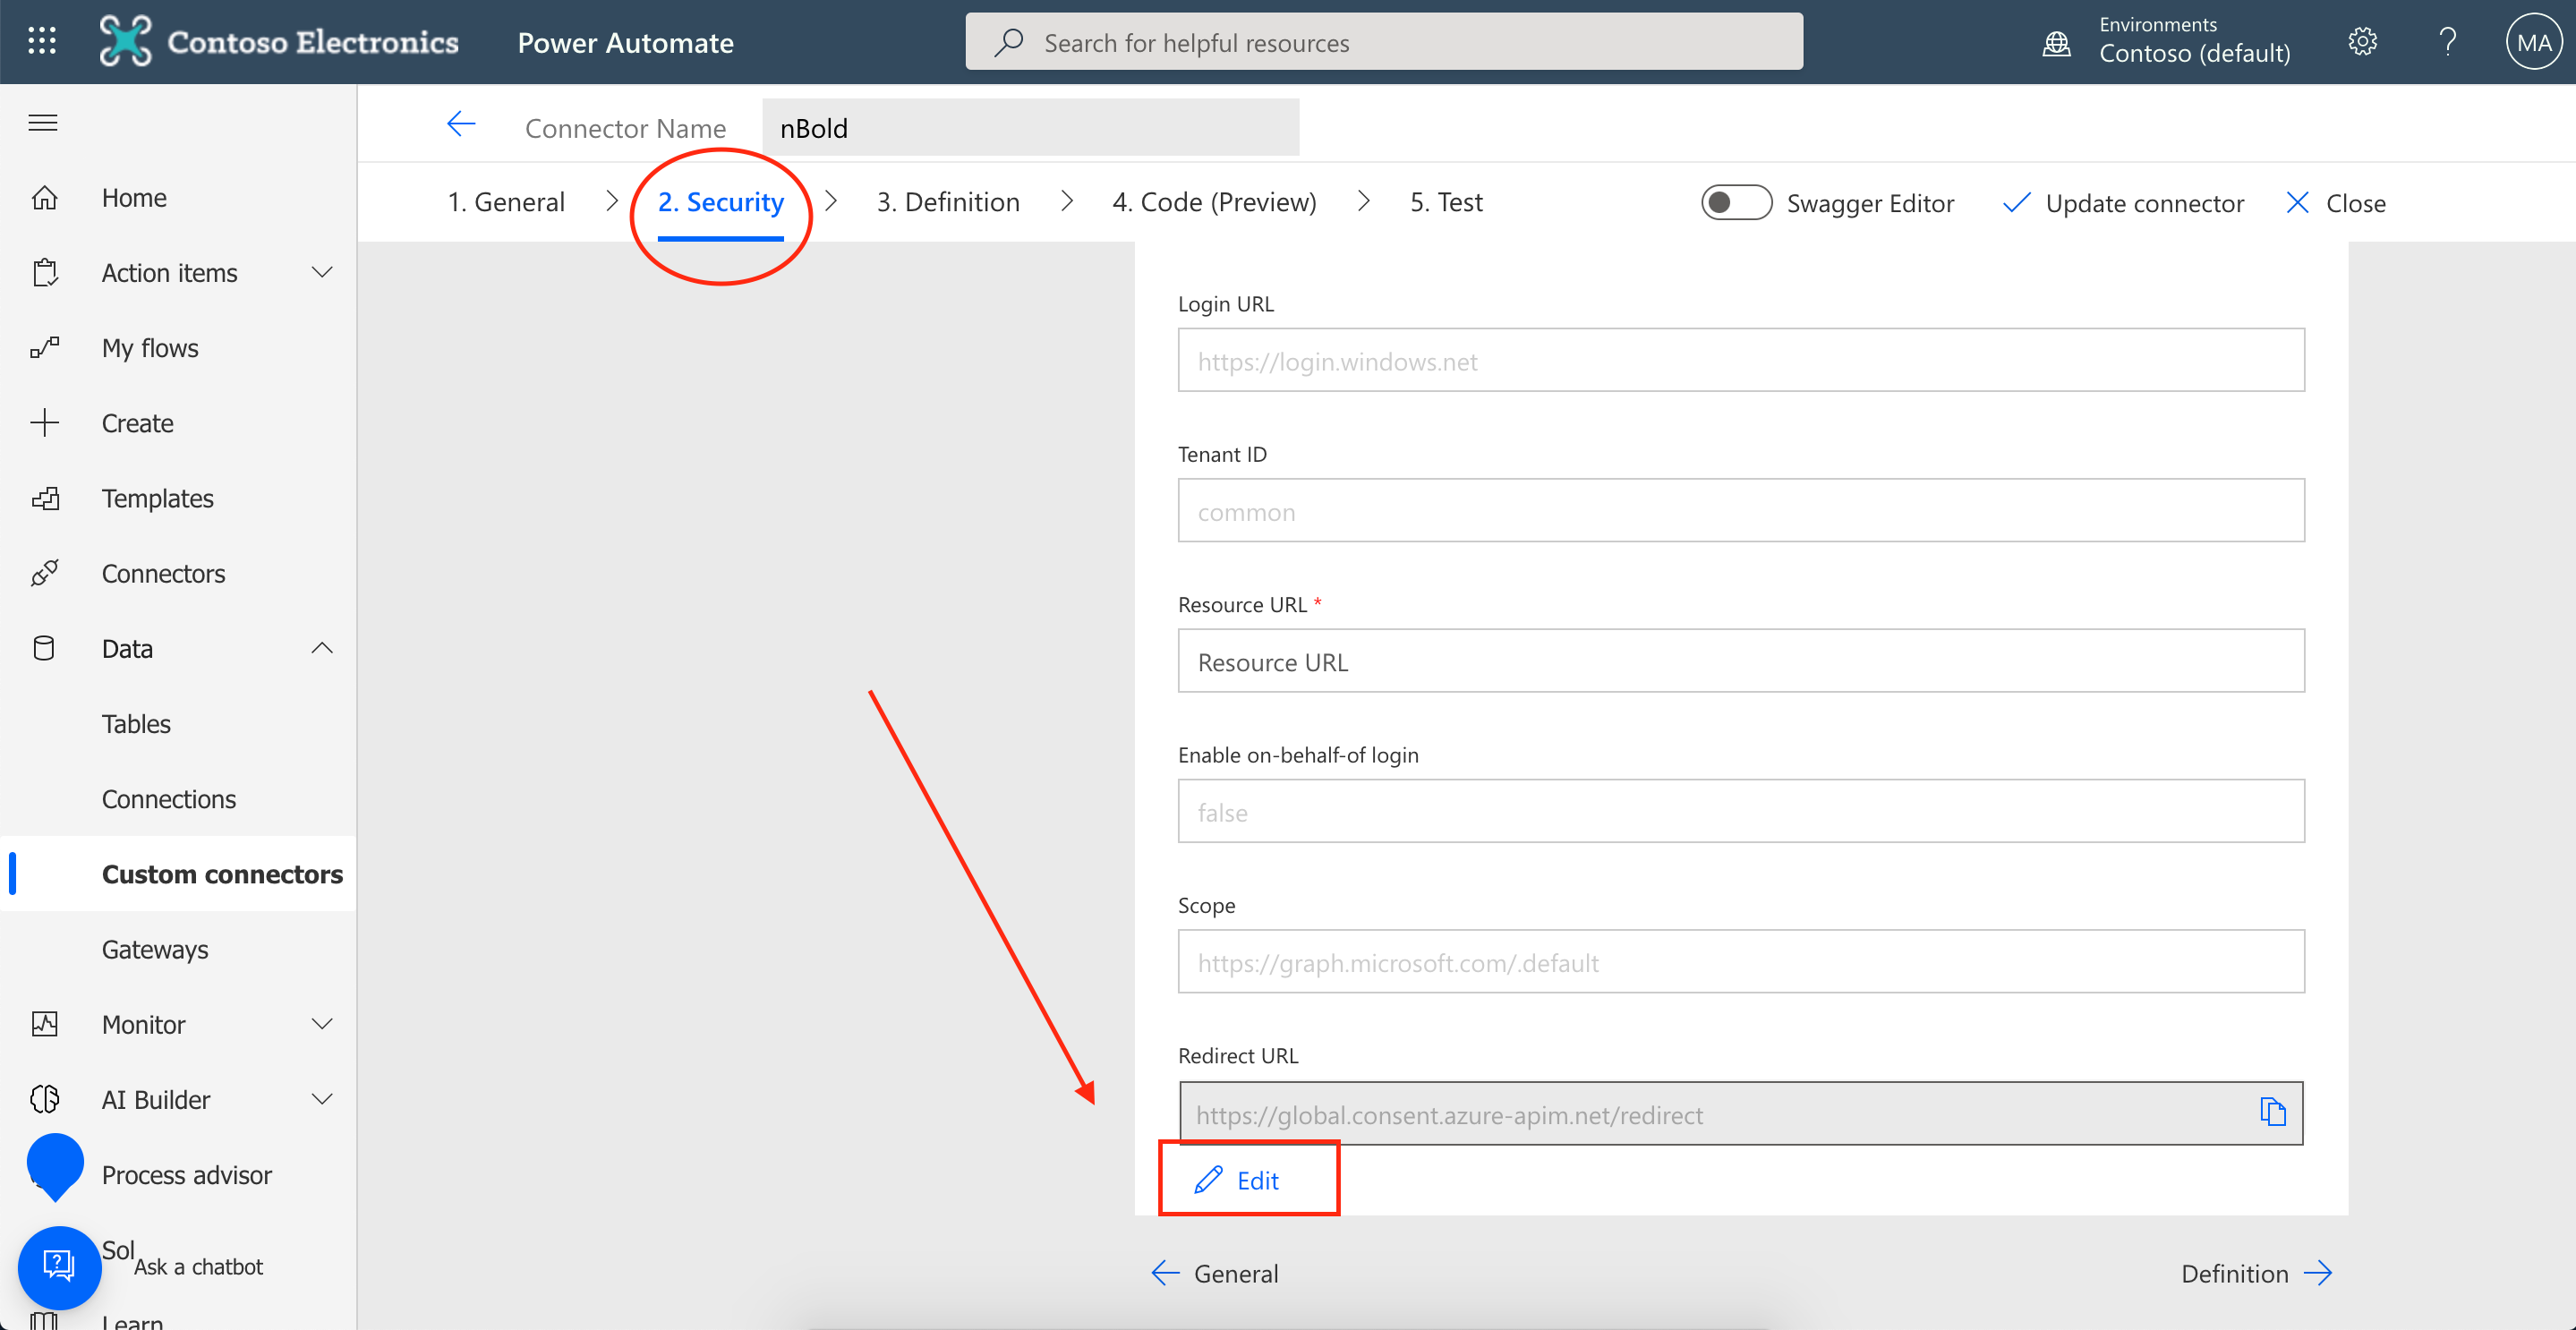 Contoso Electronics
Power Automate
Search for helpful resources
Environments
Contoso (default)
MA
Connector Name
nBold
1. General
2. Security
3. Definition
4. Code (Preview)
5. Test
Swagger Editor
Update connector
Close
Home
Action items
My flows
Create
Templates
Connectors
Data
Tables
Connections
Custom connectors
Gateways
Monitor
AI Builder
Process advisor
Sol
Ask a chatbot
Learn
Login URL
https://login.windows.net
Tenant ID
common
Resource URL *
Resource URL
Enable on-behalf-of login
false
Scope
https://graph.microsoft.com/.default
Redirect URL
https://global.consent.azure-apim.net/redirect
Edit
General
Definition